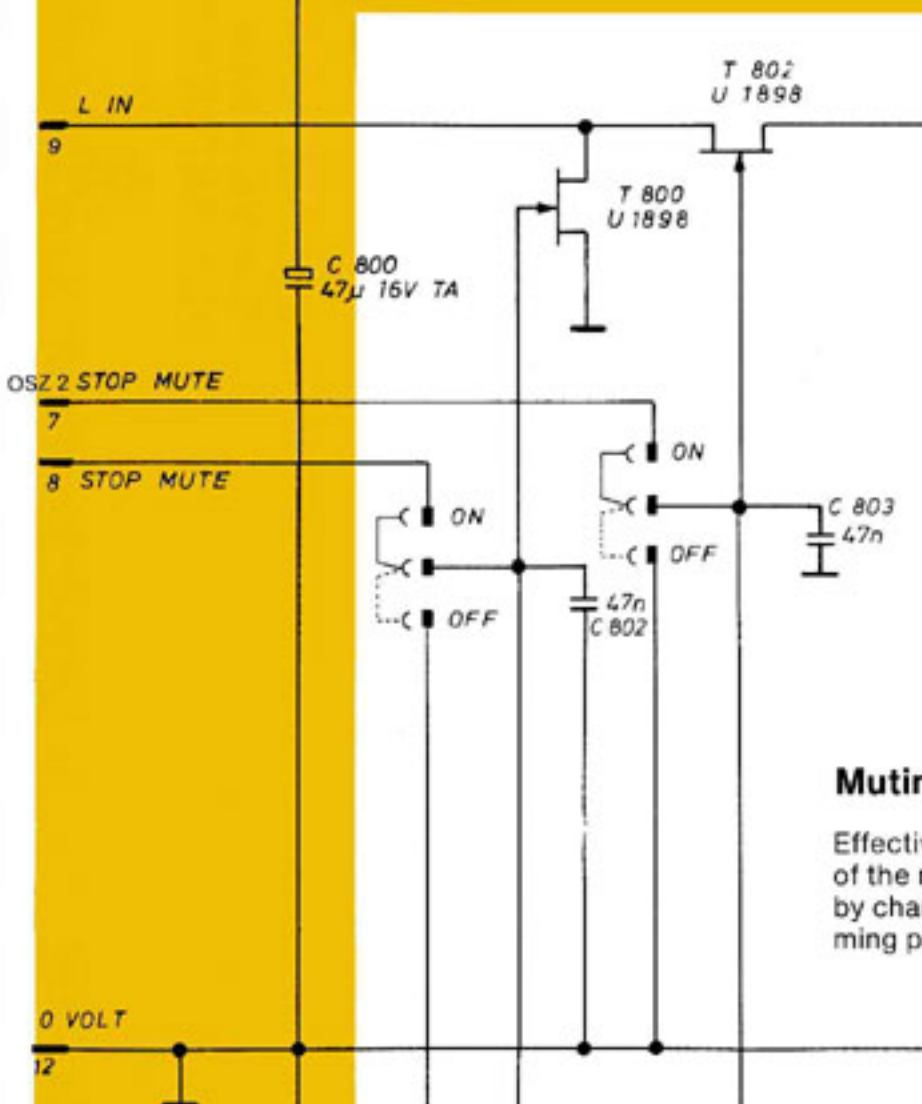 T 802
U 1898
L IN
9
T 800
U 1898
C 800
47µ 16V TA
OSZ 2 STOP MUTE
7
ON
8 STOP MUTE
C 803
47n
ON
OFF
47n
C 802
OFF
Effecti
of the
by cha
ming p
0 VOLT
12